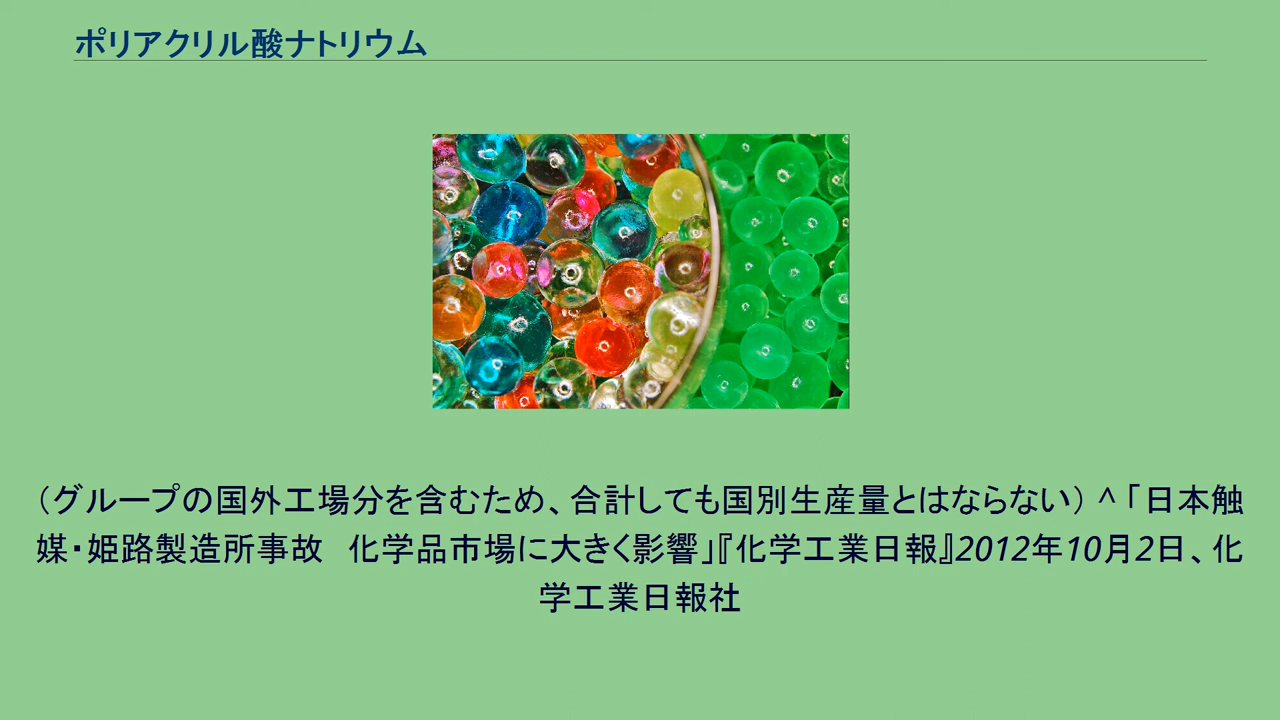 ポリアクリル酸ナトリウム
（グループの国外工場分を含むため、合計しても国別生産量とはならない） ^ 「日本触
媒・姫路製造所事故　化学品市場に大きく影響」『化学工業日報』2012年10月2日、化
学工業日報社